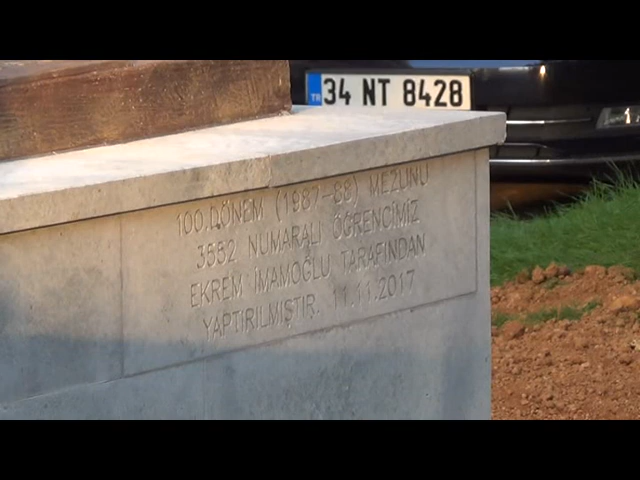 TR 34 NT 8428
100.DÖNEM (1987-88) MEZUNU
3552 NUMARALI ÖĞRENCİMİZ
EKREM İMAMOĞLU TARAFINDAN
YAPTIRILMIŞTIR. 11.11.2017